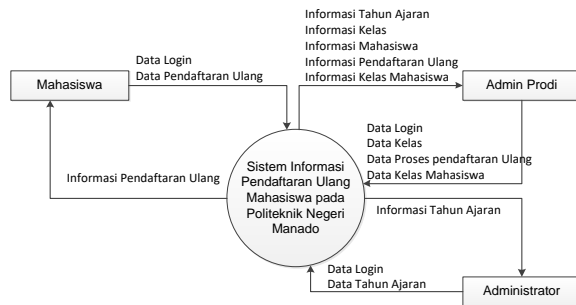 Informasi Tahun Ajaran
Informasi Kelas
Informasi Mahasiswa
Informasi Pendaftaran Ulang
Informasi Kelas Mahasiswa
Data Login
Data Pendaftaran Ulang
Mahasiswa
Admin Prodi
Data Login
Data Kelas
Data Proses pendaftaran Ulang
Data Kelas Mahasiswa
Sistem Informasi
Pendaftaran Ulang
Mahasiswa pada
Politeknik Negeri
Manado
Informasi Pendaftaran Ulang
Informasi Tahun Ajaran
Data Login
Data Tahun Ajaran
Administrator